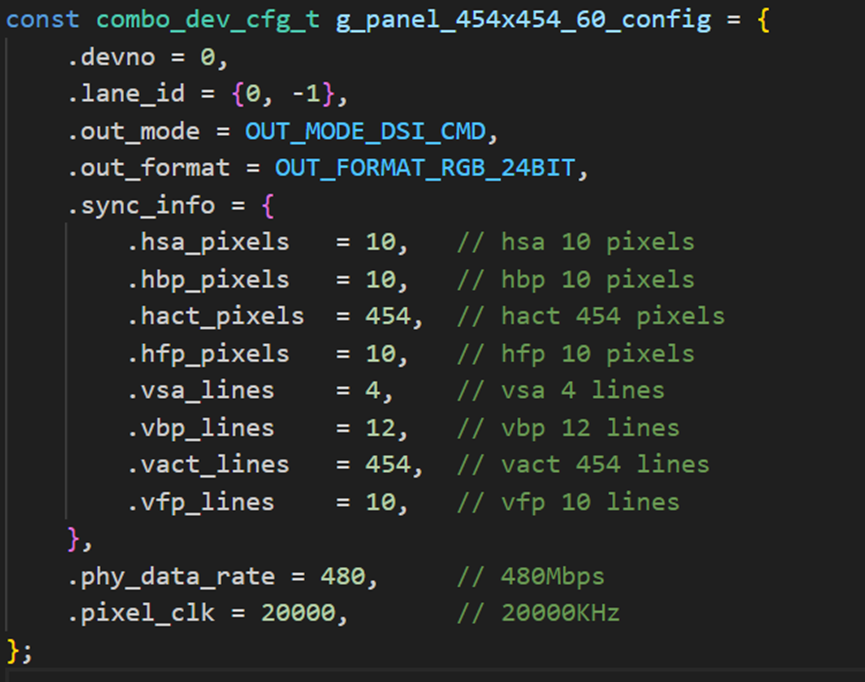 const combo_dev_cfg_t g_panel_454x454_60_config = {
    .devno = 0,
    .lane_id = {0, -1},
    .out_mode = OUT_MODE_DSI_CMD,
    .out_format = OUT_FORMAT_RGB_24BIT,
    .sync_info = {
        .hsa_pixels   = 10,   // hsa 10 pixels
        .hbp_pixels   = 10,   // hbp 10 pixels
        .hact_pixels  = 454,  // hact 454 pixels
        .hfp_pixels   = 10,   // hfp 10 pixels
        .vsa_lines    = 4,    // vsa 4 lines
        .vbp_lines    = 12,   // vbp 12 lines
        .vact_lines   = 454,  // vact 454 lines
        .vfp_lines    = 10,   // vfp 10 lines
    },
    .phy_data_rate = 480,     // 480Mbps
    .pixel_clk = 20000,       // 20000KHz
};